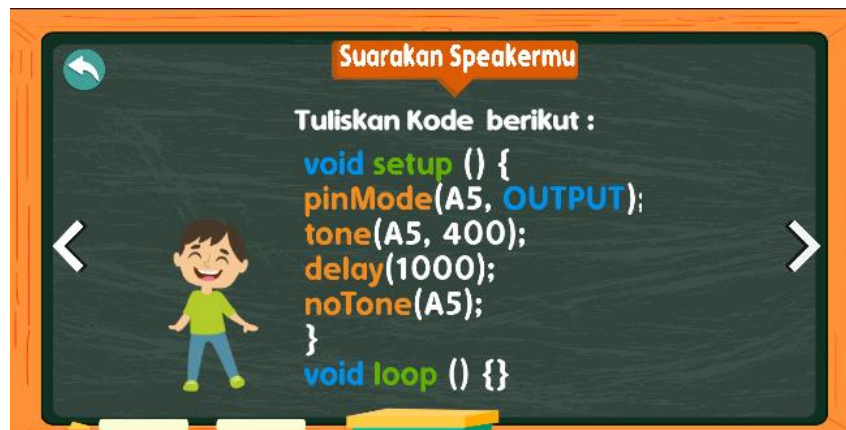 Suarakan Speakermu
Tuliskan Kode berikut :
void setup () {
pinMode(A5, OUTPUT);
tone(A5, 400);
delay(1000);
noTone(A5);
}
void loop () {}